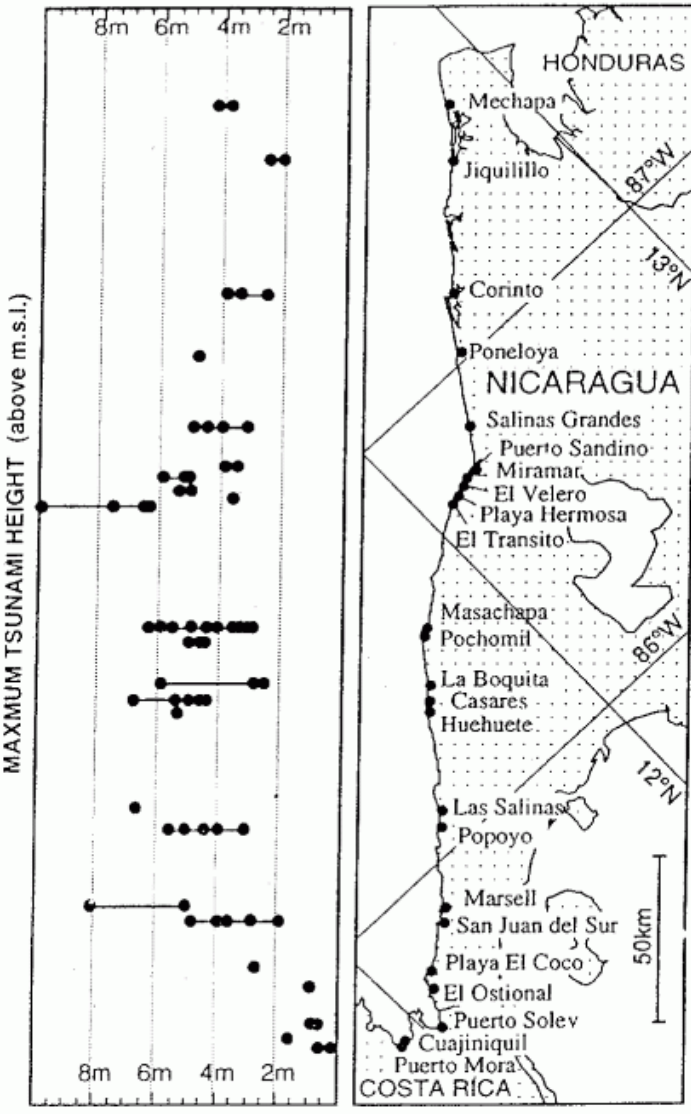 8m 6m 4m 2m
MAXMUM TSUNAMI HEIGHT (above m.s.l.)
8m 6m 4m 2m
HONDURAS
Mechapa
87°W
Jiquilillo
13°N
Corinto
Poneloya
NICARAGUA
Salinas Grandes
Puerto Sandino
Miramar
El Velero
Playa Hermosa
El Transito
Masachapa
Pochomil
86°W
La Boquita
Casares
Huehuete
12°N
Las Salinas
Popoyo
Marsell
San Juan del Sur
50km
Playa El Coco
El Ostional
Puerto Soley
Cuajiniquil
Puerto Mora
COSTA RICA